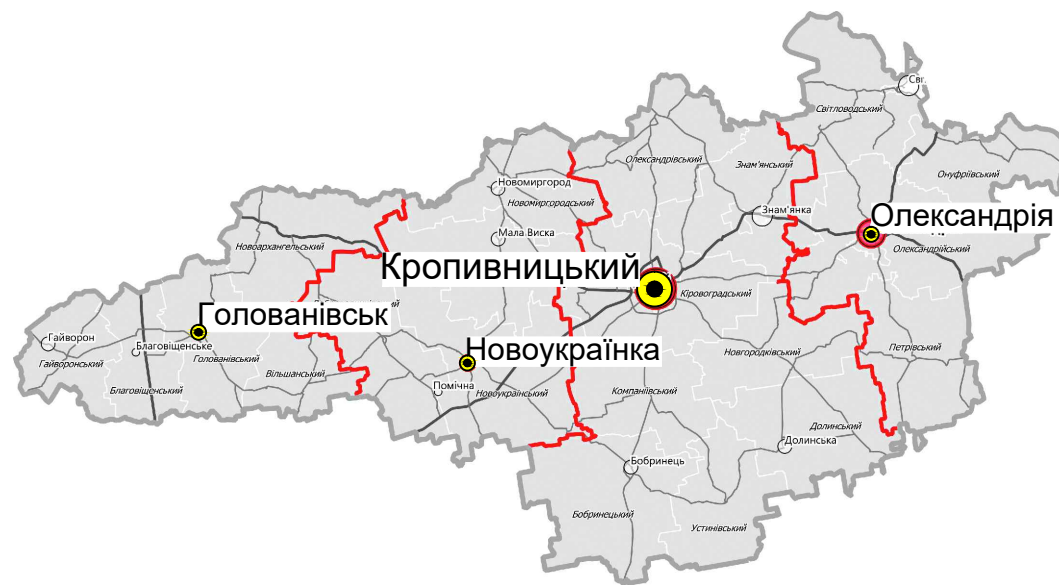 Світловодський
Олександрівський
Знам'янський
Онуфріївський
Новомиргород
Новомиргородський
Знам'янка
Олександрія
Мала Виска
Новоархангельський
Олександрійський
Кропивницький
Кіровоградський
Голованівськ
Гайворон
Благовіщенське
Новоукраїнка
Гайворонський
Голованівський
Новгородківський
Петрівський
Вільшанський
Помічна
Благовіщенський
Новоукраїнський
Компаніївський
Долинський
Долинська
Бобринець
Бобринецький
Устинівський